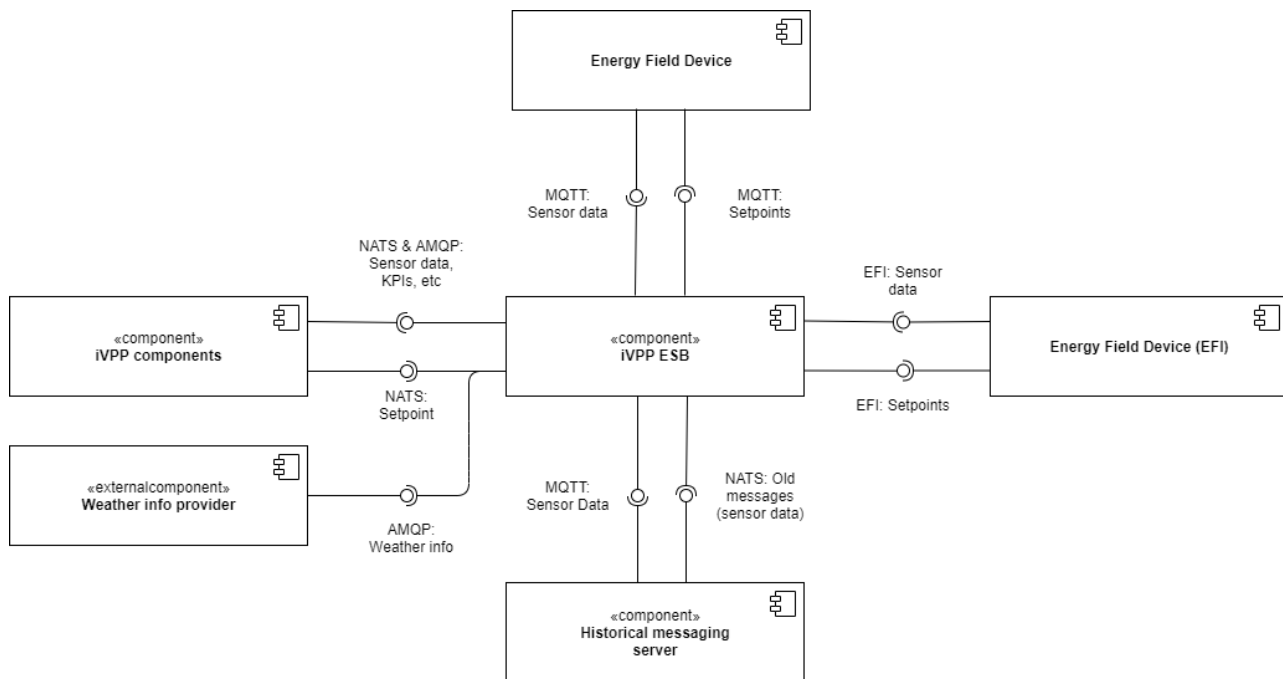 Energy Field Device
MQTT:
Sensor data
MQTT:
Setpoints
NATS & AMQP:
Sensor data,
KPIs, etc
EFI: Sensor
data
«component»
iVPP components
«component»
iVPP ESB
Energy Field Device (EFI)
NATS:
Setpoint
EFI: Setpoints
«externalcomponent»
Weather info provider
AMQP:
Weather info
MQTT:
Sensor Data
NATS: Old
messages
(sensor data)
«component»
Historical messaging
server